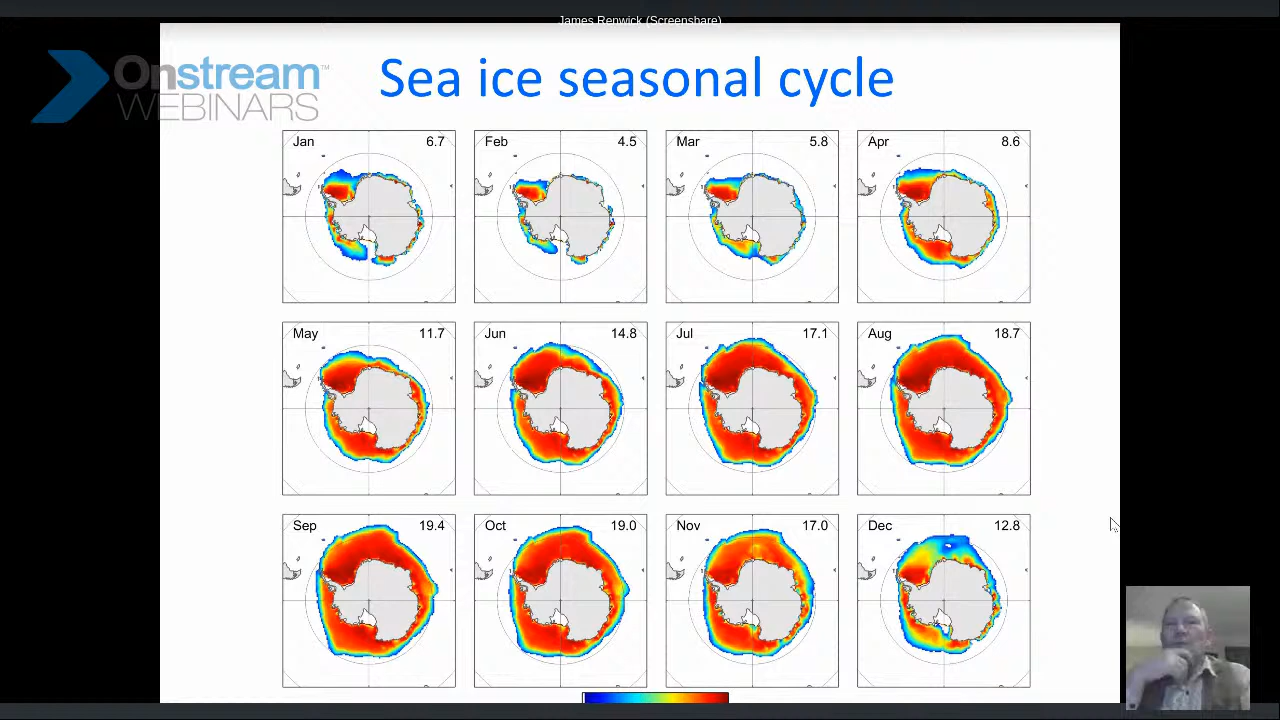 James Renwick (Screenshare)
Onstream™
WEBINARS
Sea ice seasonal cycle
Jan 6.7
Feb 4.5
Mar 5.8
Apr 8.6
May 11.7
Jun 14.8
Jul 17.1
Aug 18.7
Sep 19.4
Oct 19.0
Nov 17.0
Dec 12.8